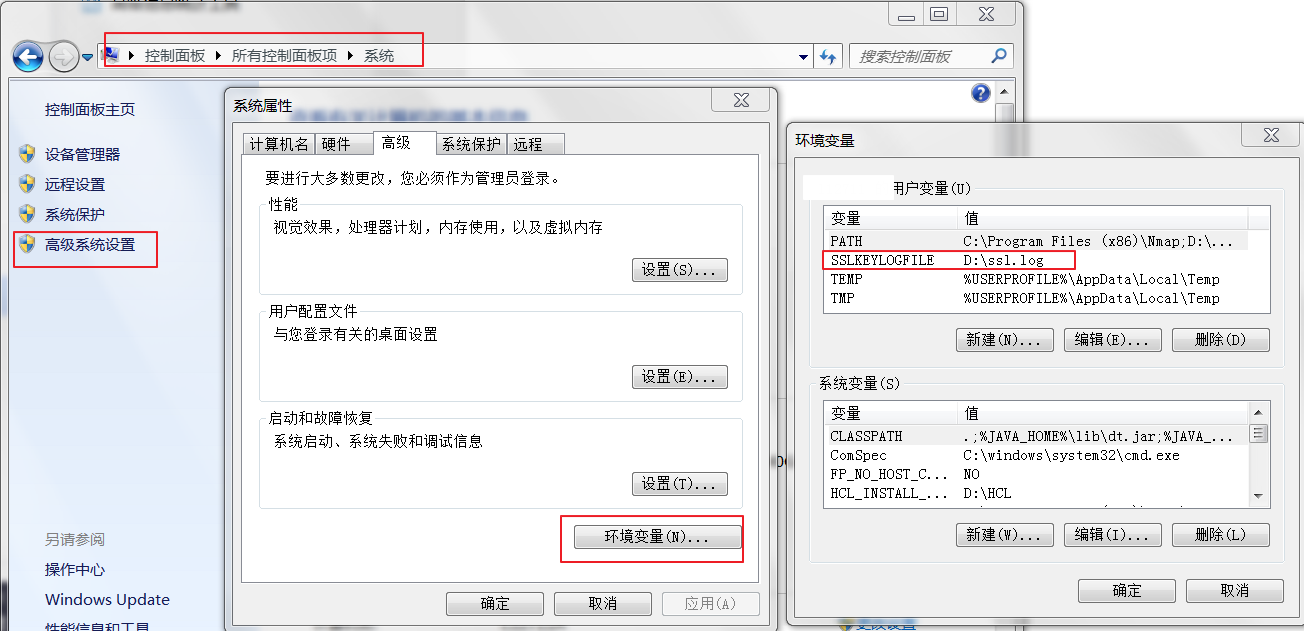 控制面板 所有控制面板项 系统
搜索控制面板
控制面板主页
设备管理器
远程设置
系统保护
高级系统设置
另请参阅
操作中心
Windows Update
性能信息和工具
系统属性
计算机名 硬件 高级 系统保护 远程
要进行大多数更改，您必须作为管理员登录。
性能
视觉效果，处理器计划，内存使用，以及虚拟内存
设置(S)...
用户配置文件
与您登录有关的桌面设置
设置(E)...
启动和故障恢复
系统启动、系统失败和调试信息
设置(T)...
环境变量(N)...
确定 取消 应用(A)
环境变量
用户变量(U)
变量 值
PATH C:\Program Files (x86)\Nmap;D:\...
SSLKEYLOGFILE D:\ssl.log
TEMP %USERPROFILE%\AppData\Local\Temp
TMP %USERPROFILE%\AppData\Local\Temp
新建(N)... 编辑(E)... 删除(D)
系统变量(S)
变量 值
CLASSPATH .;%JAVA_HOME%\lib\dt.jar;%JAVA_...
ComSpec C:\windows\system32\cmd.exe
FP_NO_HOST_C... NO
HCL_INSTALL_... D:\HCL
新建(W)... 编辑(I)... 删除(L)
确定 取消